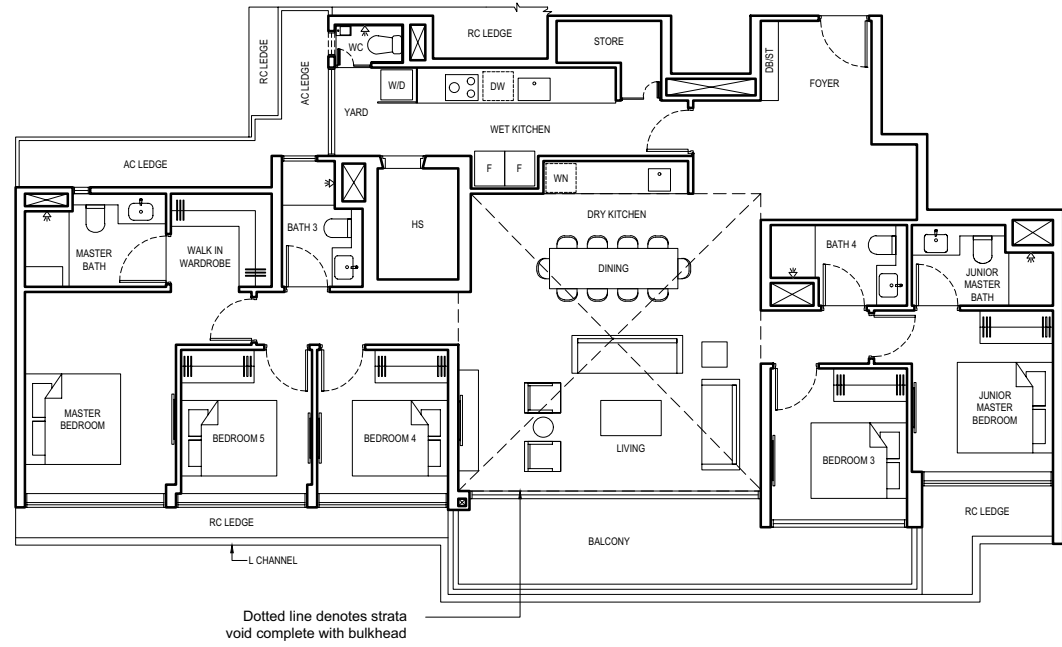 RC LEDGE
STORE
WC
RC LEDGE
AC LEDGE
DB/ST
FOYER
W/D
DW
YARD
WET KITCHEN
AC LEDGE
F
F
WN
DRY KITCHEN
HS
BATH 3
MASTER
BATH
WALK IN
WARDROBE
DINING
BATH 4
JUNIOR
MASTER
BATH
MASTER
BEDROOM
BEDROOM 5
BEDROOM 4
LIVING
BEDROOM 3
JUNIOR
MASTER
BEDROOM
RC LEDGE
RC LEDGE
BALCONY
L CHANNEL
Dotted line denotes strata
void complete with bulkhead